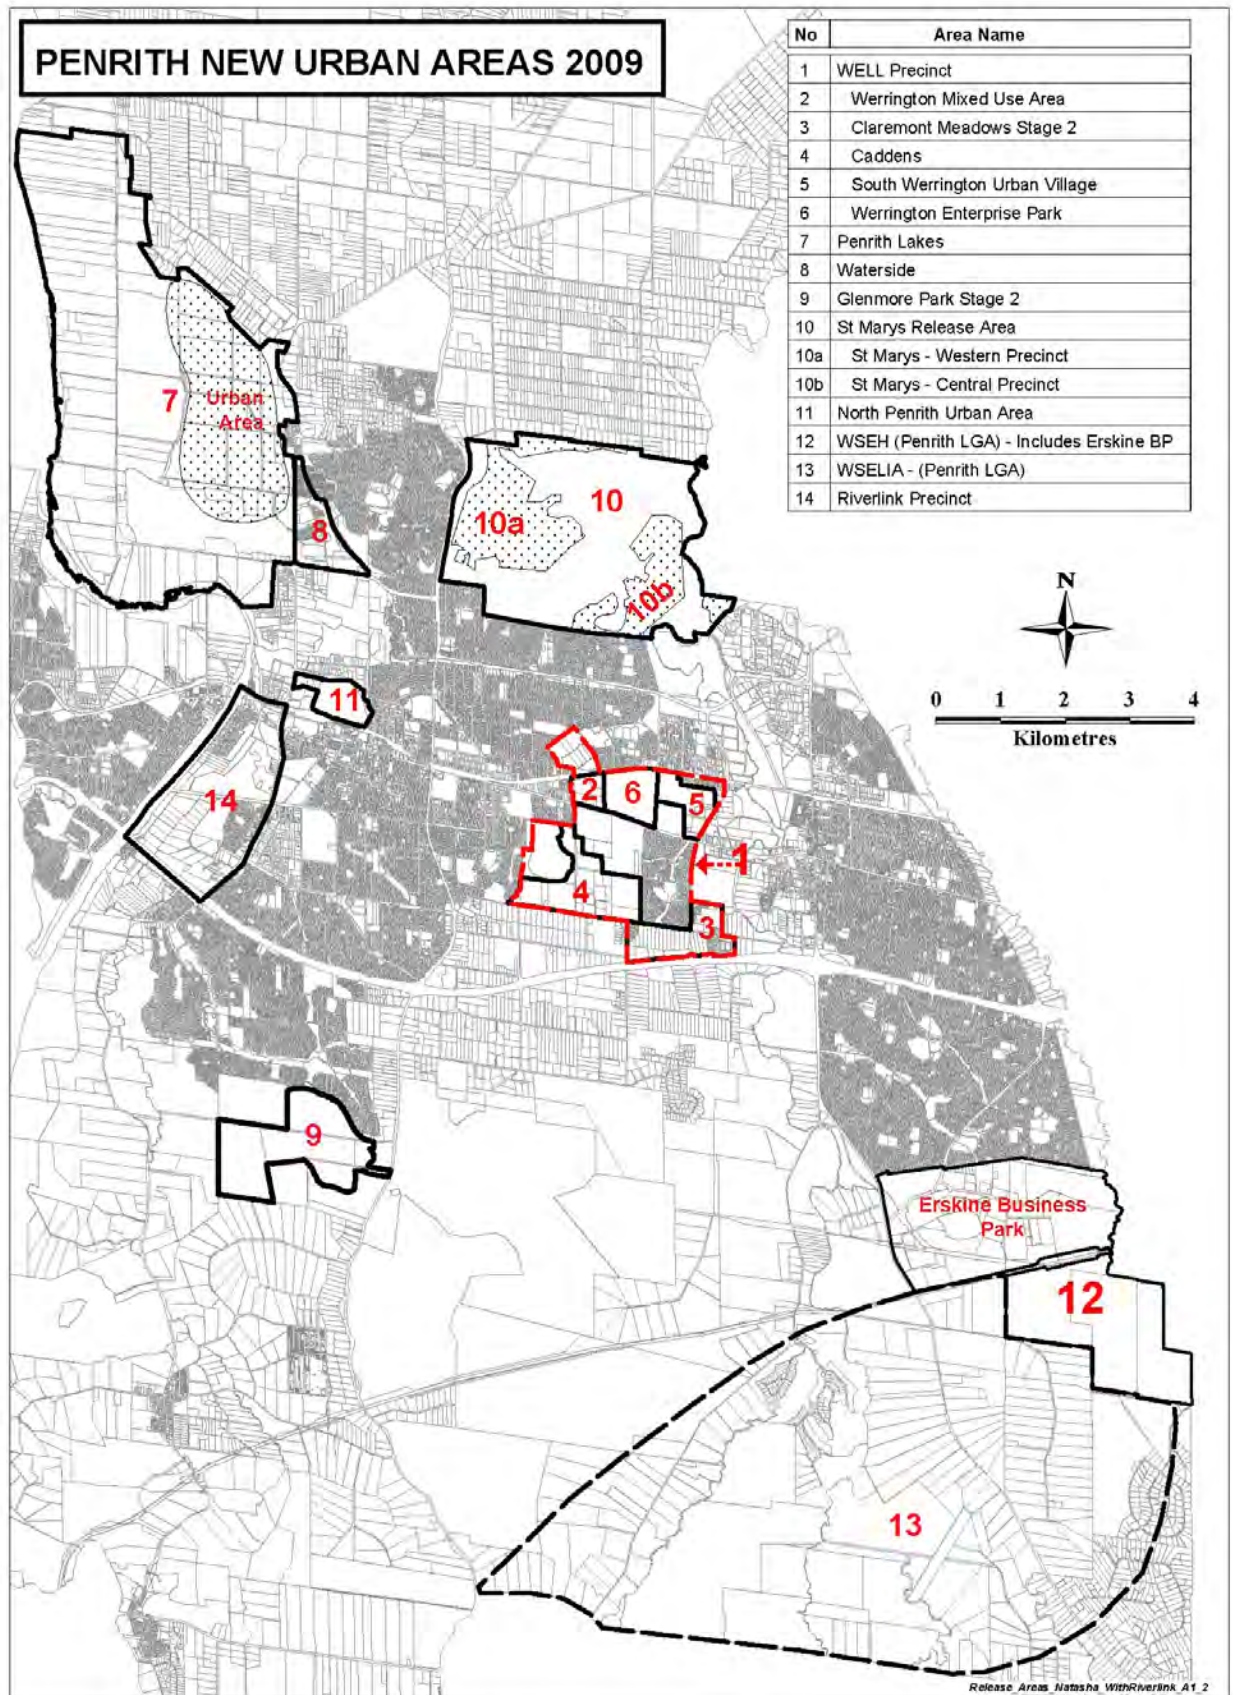 PENRITH NEW URBAN AREAS 2009
No Area Name
1 WELL Precinct
2 Werrington Mixed Use Area
3 Claremont Meadows Stage 2
4 Caddens
5 South Werrington Urban Village
6 Werrington Enterprise Park
7 Penrith Lakes
8 Waterside
9 Glenmore Park Stage 2
10 St Marys Release Area
10a St Marys - Western Precinct
10b St Marys - Central Precinct
11 North Penrith Urban Area
12 WSEH (Penrith LGA) - Includes Erskine BP
13 WSELIA - (Penrith LGA)
14 Riverlink Precinct
7
Urban
Area
8
10
10a
10b
N
0 1 2 3 4
Kilometres
11
14
2
6
5
1
4
3
9
Erskine Business
Park
12
13
Release_Areas_Natasha_WithRiverlink_A1_2